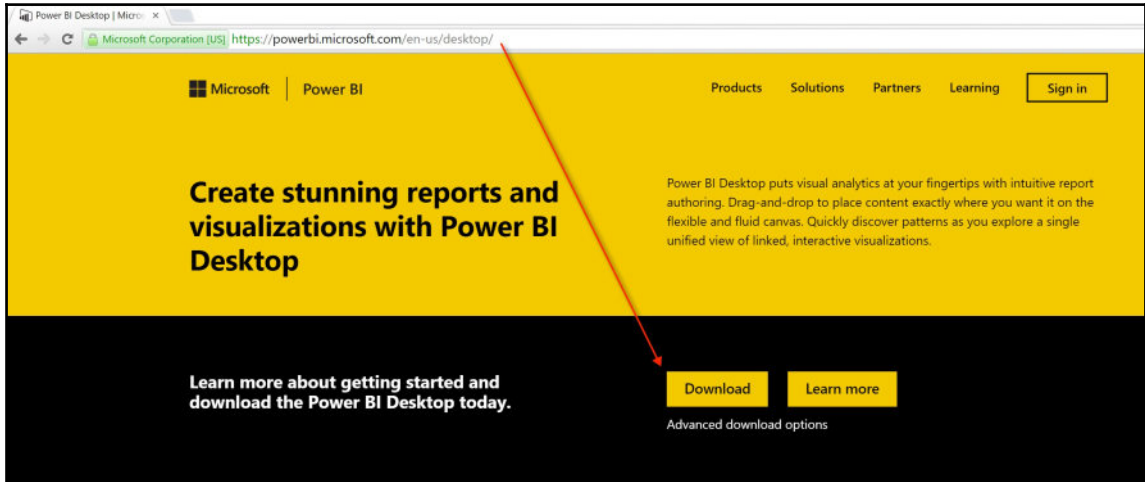 Power BI Desktop | Micro
Microsoft Corporation [US] https://powerbi.microsoft.com/en-us/desktop/
Microsoft Power BI Products Solutions Partners Learning Sign in
Create stunning reports and
visualizations with Power BI
Desktop
Power BI Desktop puts visual analytics at your fingertips with intuitive report
authoring. Drag-and-drop to place content exactly where you want it on the
flexible and fluid canvas. Quickly discover patterns as you explore a single
unified view of linked, interactive visualizations.
Learn more about getting started and
download the Power BI Desktop today.
Download Learn more
Advanced download options